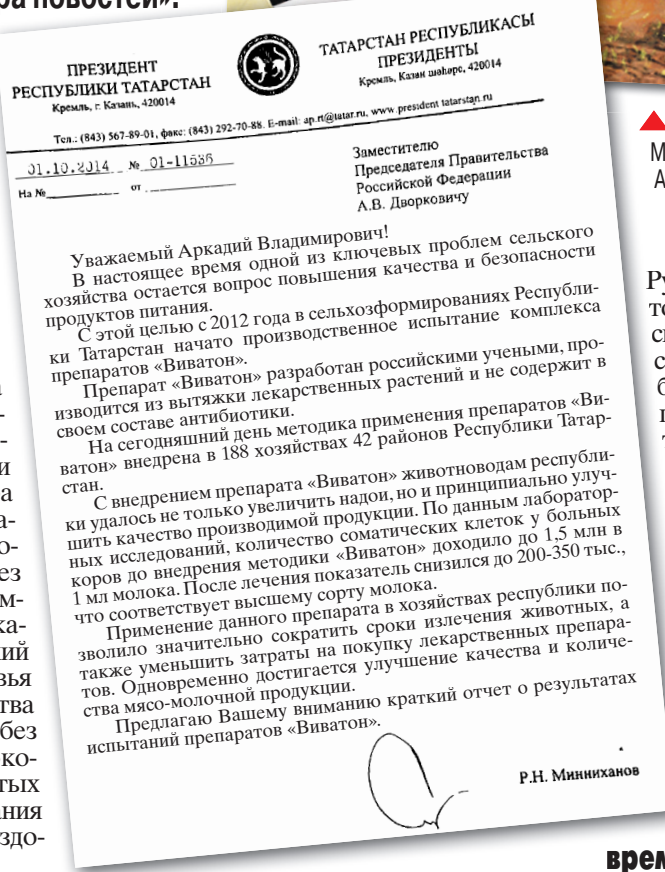 ра новостей».
ПРЕЗИДЕНТ
РЕСПУБЛИКИ ТАТАРСТАН
Кремль, г. Казань, 420014
ТАТАРСТАН РЕСПУБЛИКАСЫ
ПРЕЗИДЕНТЫ
Кремль, Казан шәһәре, 420014
Тел.: (843) 567-89-01, факс: (843) 292-70-88. E-mail: ap.rt@tatar.ru, www.president tatarstan.ru
01.10.2014 № 01-11536
На № от
Заместителю
Председателя Правительства
Российской Федерации
А.В. Дворковичу
Уважаемый Аркадий Владимирович!
В настоящее время одной из ключевых проблем сельского
хозяйства остается вопрос повышения качества и безопасности
продуктов питания.
С этой целью с 2012 года в сельхозформированиях Республи-
ки Татарстан начато производственное испытание комплекса
препаратов «Виватон».
Препарат «Виватон» разработан российскими учеными, про-
изводится из вытяжки лекарственных растений и не содержит в
своем составе антибиотики.
На сегодняшний день методика применения препаратов «Ви-
ватон» внедрена в 188 хозяйствах 42 районов Республики Татар-
стан.
С внедрением препарата «Виватон» животноводам республи-
ки удалось не только увеличить надои, но и принципиально улуч-
шить качество производимой продукции. По данным лаборатор-
ных исследований, количество соматических клеток у больных
коров до внедрения методики «Виватон» доходило до 1,5 млн в
1 мл молока. После лечения показатель снизился до 200-350 тыс.,
что соответствует высшему сорту молока.
Применение данного препарата в хозяйствах республики по-
зволило значительно сократить сроки излечения животных, а
также уменьшить затраты на покупку лекарственных препара-
тов. Одновременно достигается улучшение качества и количе-
ства мясо-молочной продукции.
Предлагаю Вашему вниманию краткий отчет о результатах
испытаний препаратов «Виватон».
Р.Н. Минниханов
врем